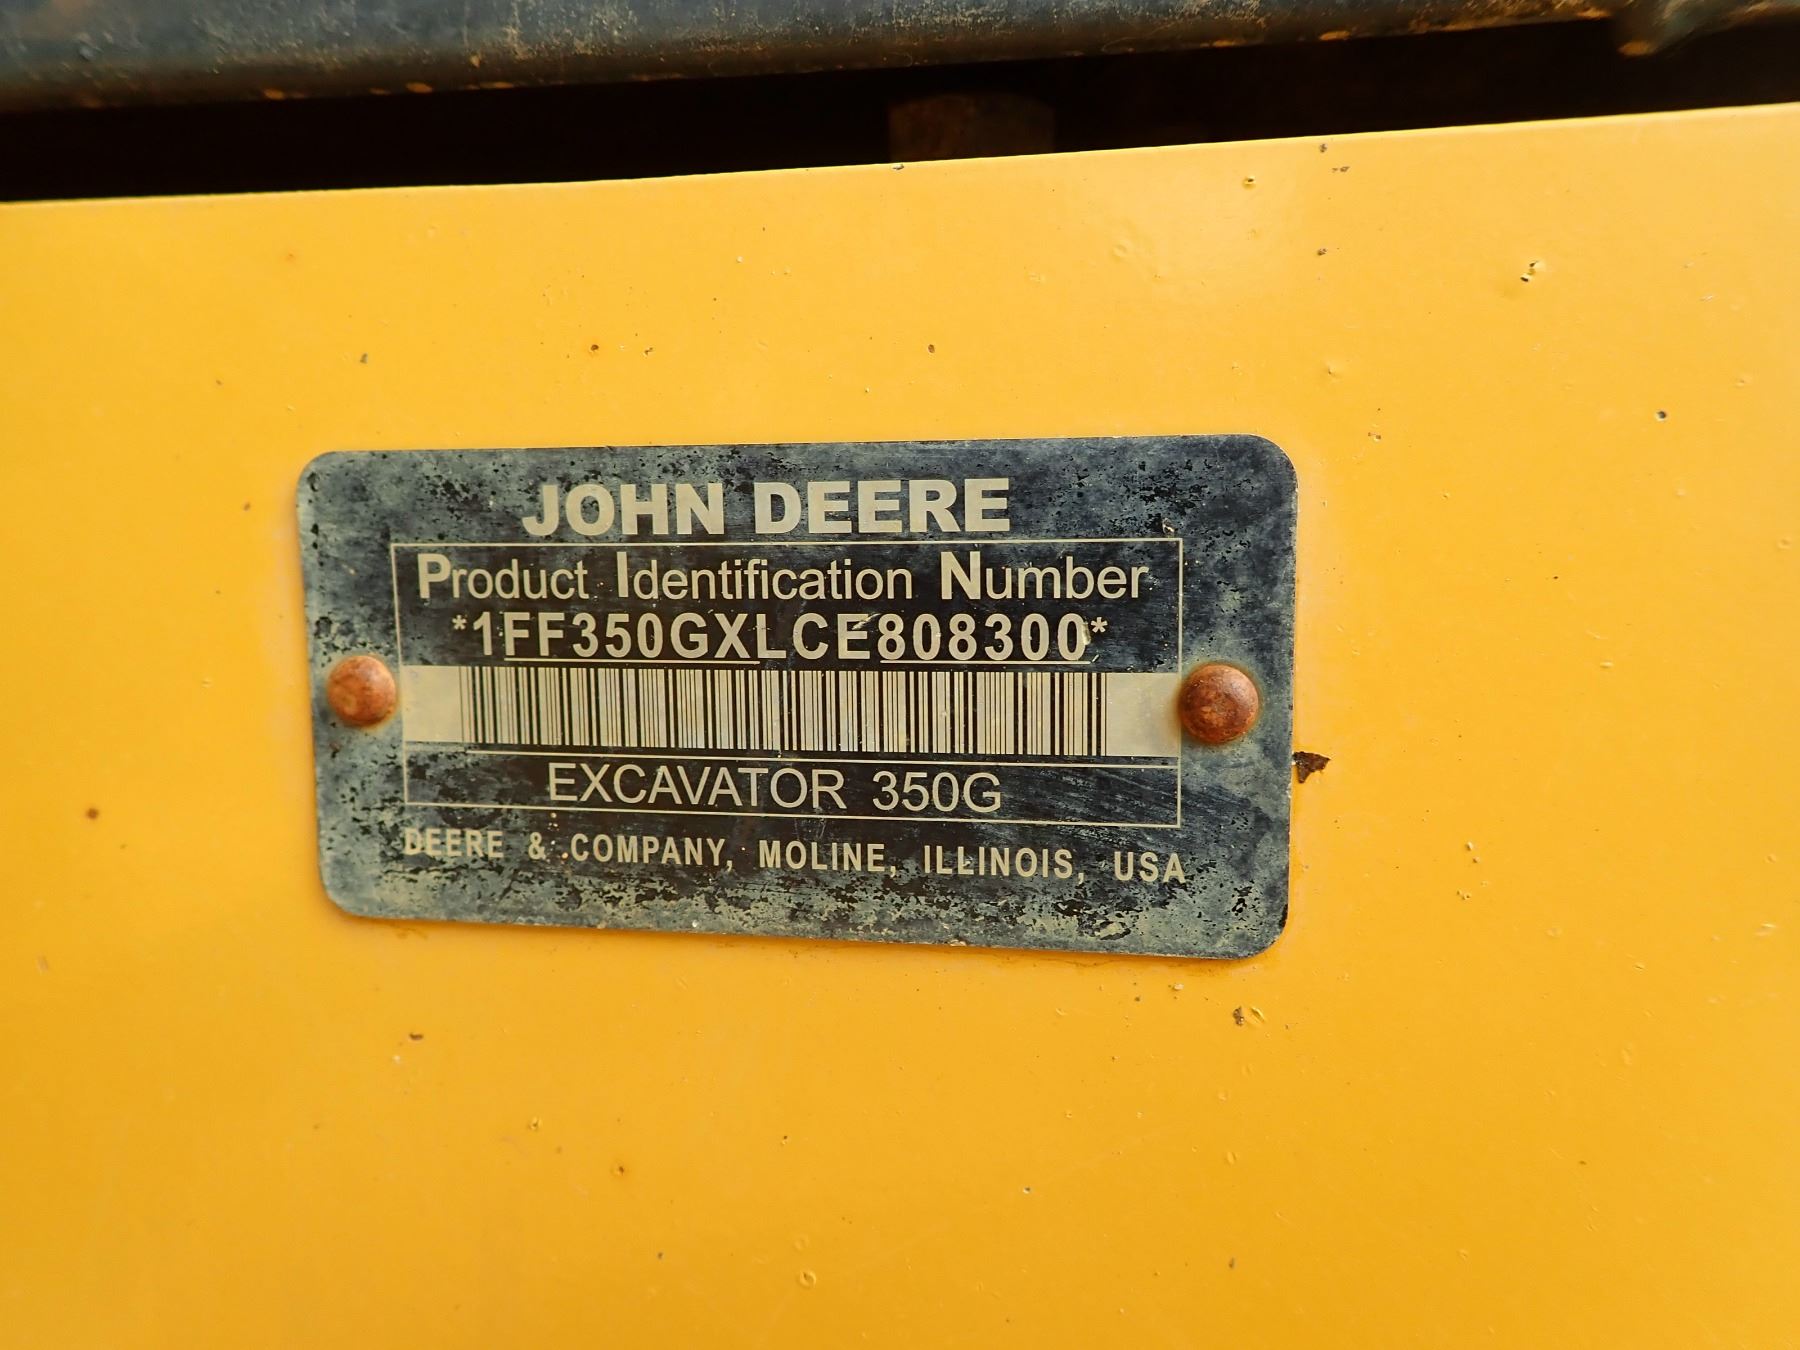 JOHN DEERE
Product Identification Number
*1FF350GXLCE808300*
EXCAVATOR 350G
DEERE & COMPANY, MOLINE, ILLINOIS, USA